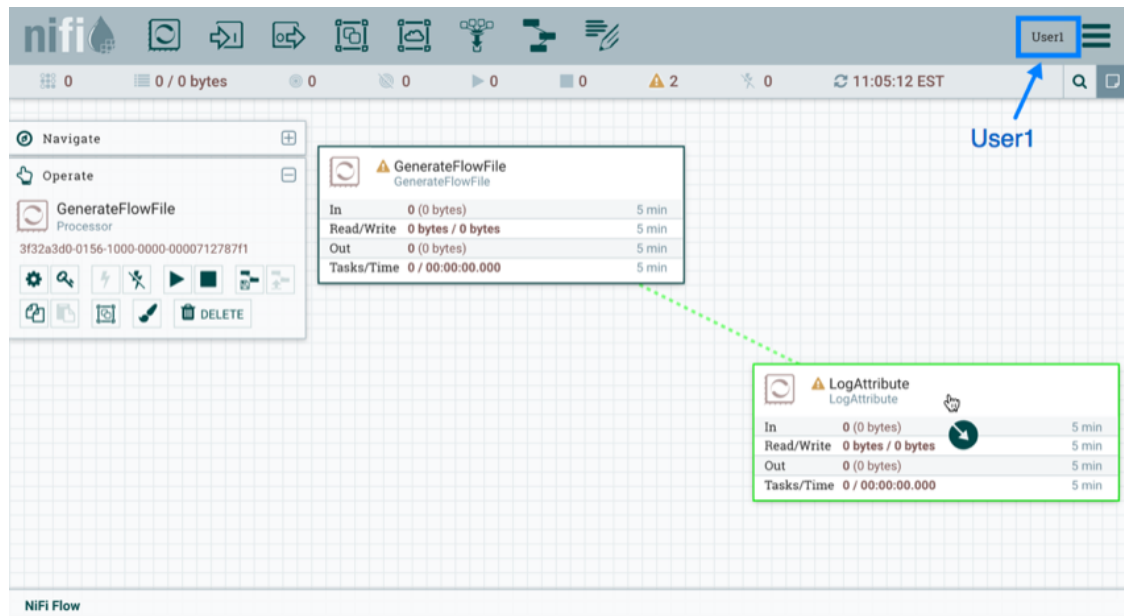 nifi
User1
0
0 / 0 bytes
0
0
0
0
2
0
11:05:12 EST
User1
Navigate
Operate
GenerateFlowFile
Processor
3f32a3d0-0156-1000-0000-0000712787f1
DELETE
GenerateFlowFile
GenerateFlowFile
In 0 (0 bytes) 5 min
Read/Write 0 bytes / 0 bytes 5 min
Out 0 (0 bytes) 5 min
Tasks/Time 0 / 00:00:00.000 5 min
LogAttribute
LogAttribute
In 0 (0 bytes) 5 min
Read/Write 0 bytes / 0 bytes 5 min
Out 0 (0 bytes) 5 min
Tasks/Time 0 / 00:00:00.000 5 min
NiFi Flow